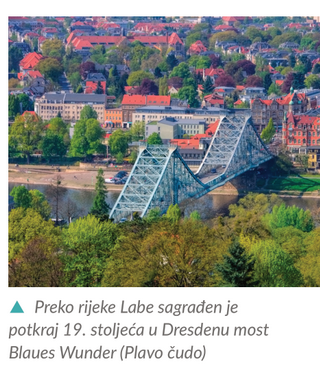 ▲ Preko rijeke Labe sagrađen je
potkraj 19. stoljeća u Dresdenu most
Blaues Wunder (Plavo čudo)